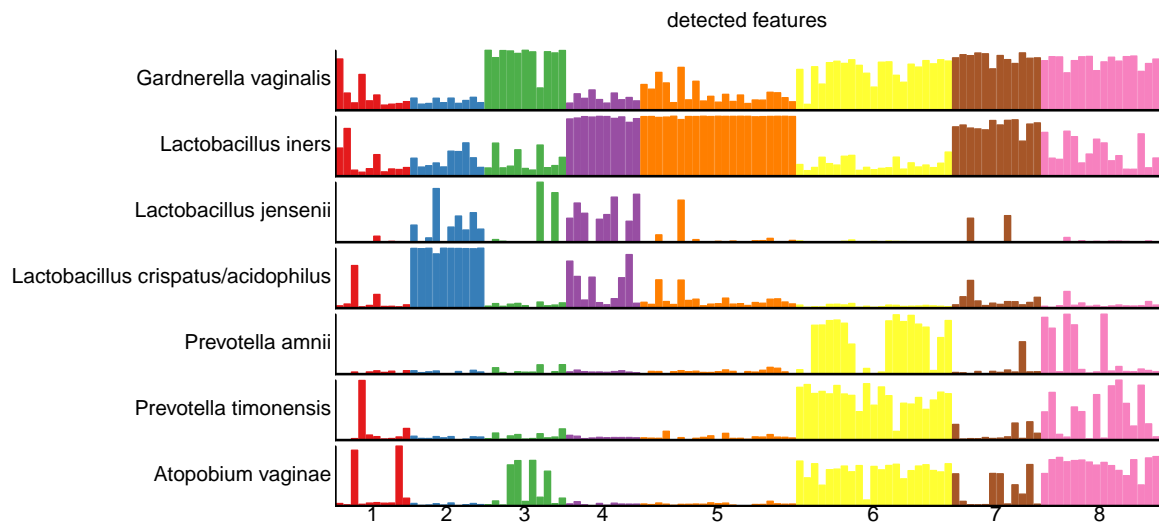 detected features
Gardnerella vaginalis
Lactobacillus iners
Lactobacillus jensenii
Lactobacillus crispatus/acidophilus
Prevotella amnii
Prevotella timonensis
Atopobium vaginae
1 2 3 4 5 6 7 8